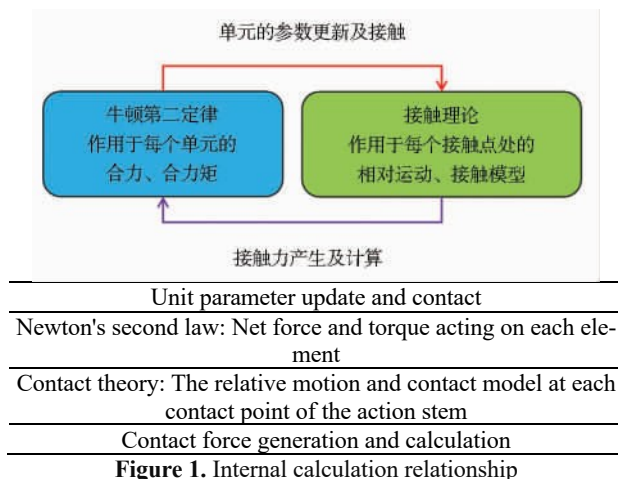 单元的参数更新及接触
牛顿第二定律
作用于每个单元的
合力、合力矩
接触理论
作用于每个接触点处的
相对运动、接触模型
接触力产生及计算
Unit parameter update and contact
Newton's second law: Net force and torque acting on each ele-
ment
Contact theory: The relative motion and contact model at each
contact point of the action stem
Contact force generation and calculation
Figure 1. Internal calculation relationship